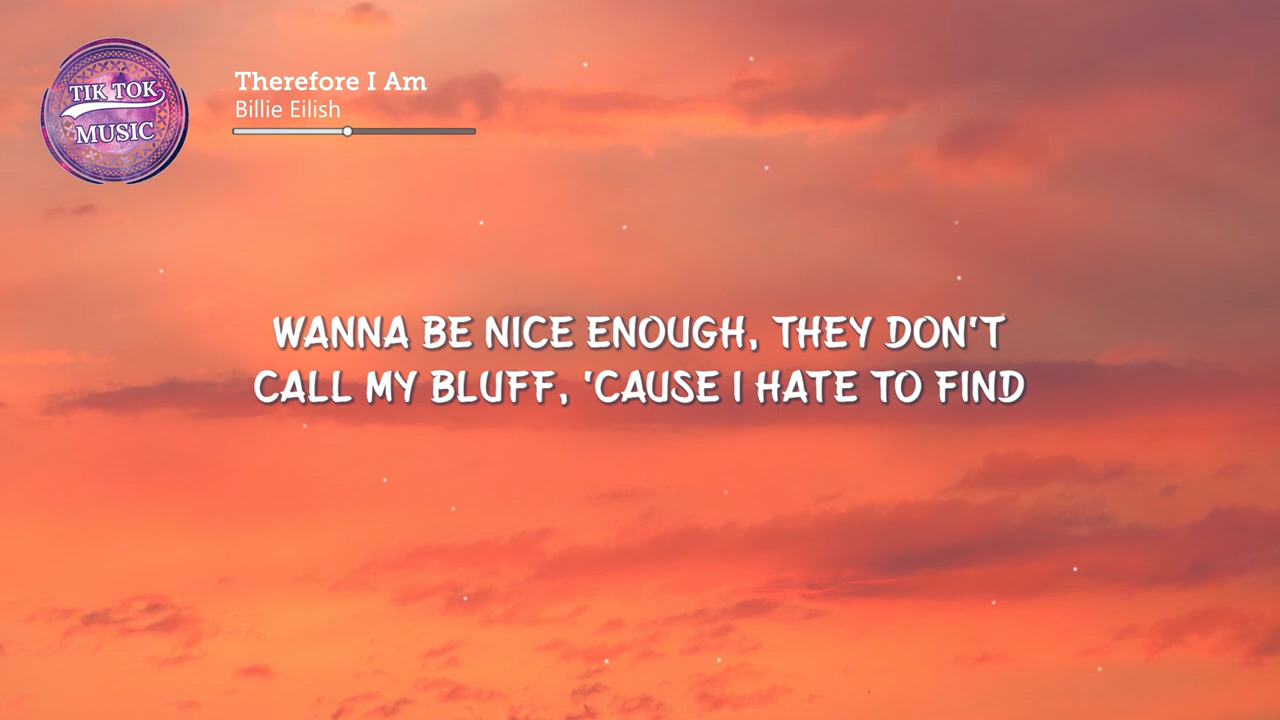 TIK TOK
MUSIC
Therefore I Am
Billie Eilish
WANNA BE NICE ENOUGH, THEY DON'T
CALL MY BLUFF, 'CAUSE I HATE TO FIND